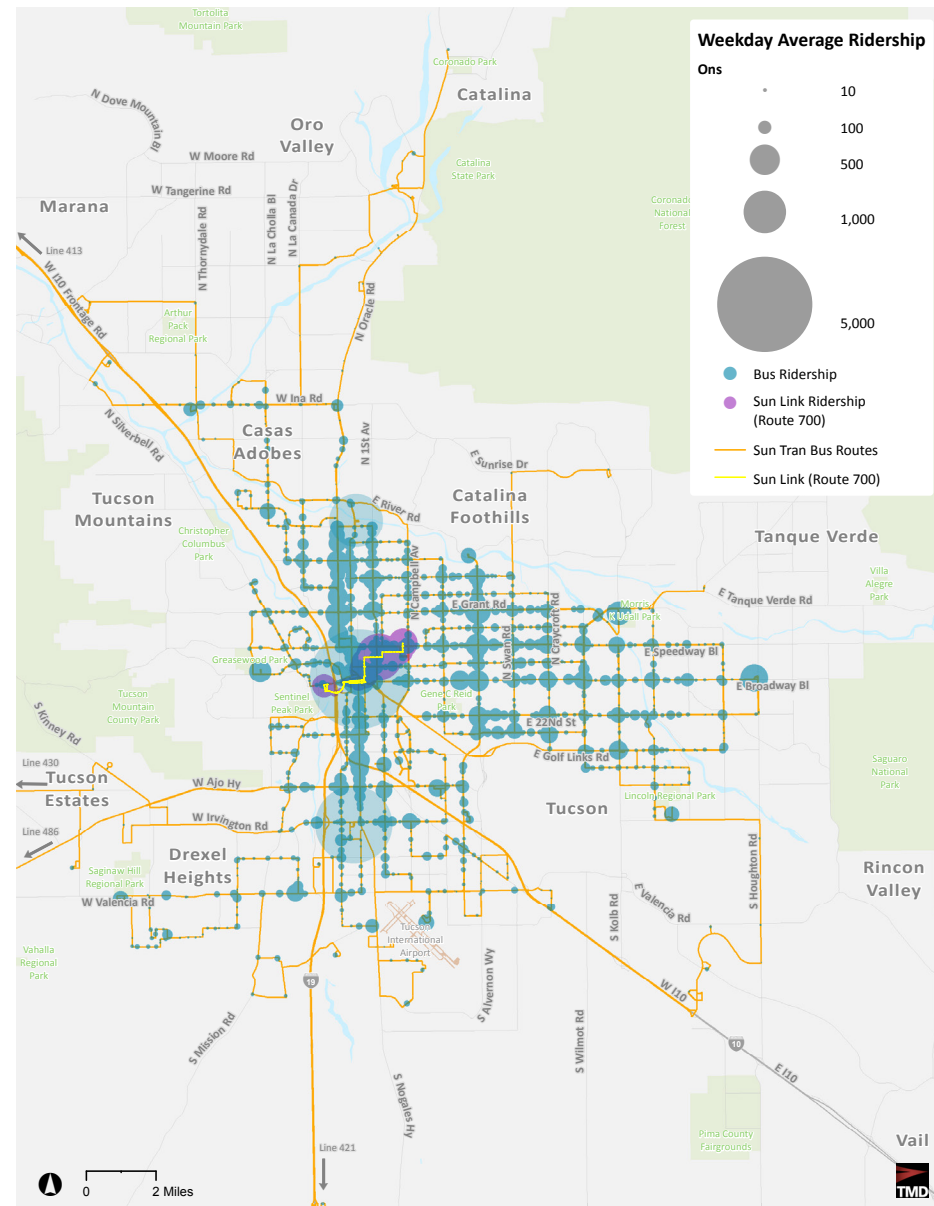 Tortolita
Mountain Park
Weekday Average Ridership
Ons
10
100
500
1,000
5,000
Bus Ridership
Sun Link Ridership
(Route 700)
Sun Tran Bus Routes
Sun Link (Route 700)
Coronado Park
Catalina
N Dove Mountain Bl
Oro
Valley
W Moore Rd
Catalina
State Park
W Tangerine Rd
Marana
Coronado
National
Forest
N Thornydale Rd
N La Cholla Bl
N La Canada Dr
Line 413
W I10 Frontage Rd
Arthur
Pack
Regional Park
N Oracle Rd
W Ina Rd
N Silverbell Rd
Casas
Adobes
N 1St Av
E Sunrise Dr
Tucson
Mountains
Catalina
Foothills
E River Rd
Christopher
Columbus
Park
Tanque Verde
N Campbell Av
Villa
Alegre
Park
E Grant Rd
N Swan Rd
N Craycroft Rd
Morris
K Udall Park
E Tanque Verde Rd
Greasewood Park
E Speedway Bl
E Broadway Bl
Tucson
Mountain
County Park
Sentinel
Peak Park
Gene C Reid
Park
S Kinney Rd
E 22Nd St
E Golf Links Rd
Line 430
Tucson
Estates
W Ajo Hy
Saguaro
National
Park
Lincoln Regional Park
Tucson
W Irvington Rd
Line 486
Drexel
Heights
Saginaw Hill
Regional Park
Rincon
Valley
S Houghton Rd
W Valencia Rd
E Valencia Rd
S Kolb Rd
Tucson
International
Airport
Vahalla
Regional
Park
S Alvernon Wy
19
W I10
S Mission Rd
S Wilmot Rd
10
E I10
S Nogales Hy
Pima County
Fairgrounds
Vail
Line 421
0
2 Miles
TMD